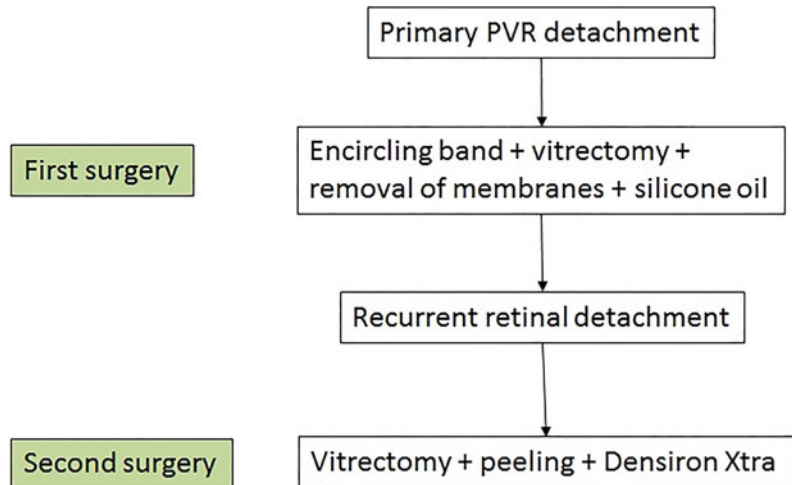 Primary PVR detachment
First surgery
Encircling band + vitrectomy +
removal of membranes + silicone oil
Recurrent retinal detachment
Second surgery
Vitrectomy + peeling + Densiron Xtra